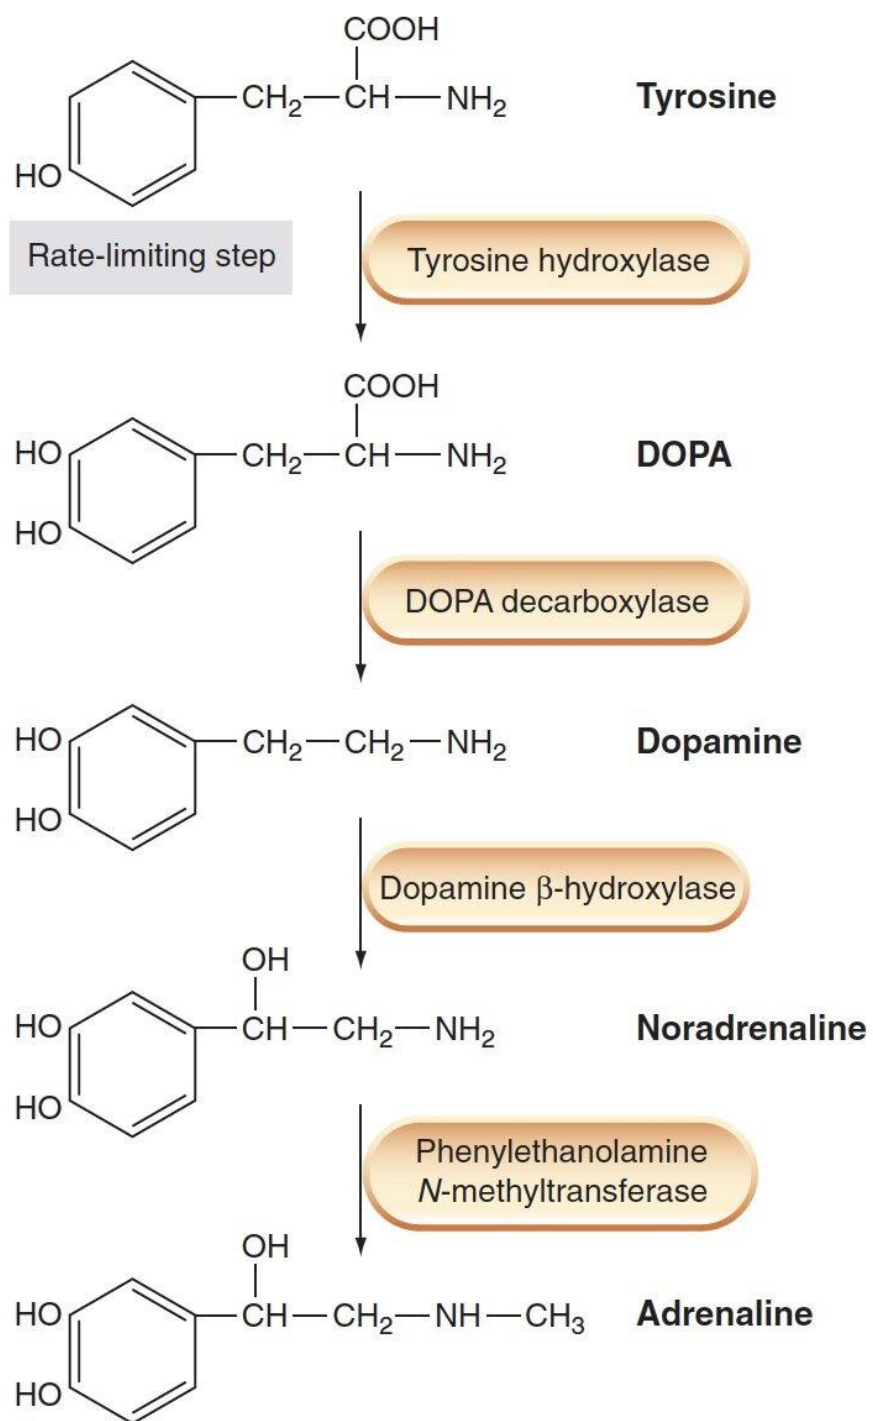 COOH
CH₂—CH—NH₂ Tyrosine
HO
Rate-limiting step
Tyrosine hydroxylase
COOH
HO CH₂—CH—NH₂ DOPA
HO
DOPA decarboxylase
HO CH₂—CH₂—NH₂ Dopamine
HO
Dopamine β-hydroxylase
OH
HO CH—CH₂—NH₂ Noradrenaline
HO
Phenylethanolamine
N-methyltransferase
OH
HO CH—CH₂—NH—CH₃ Adrenaline
HO